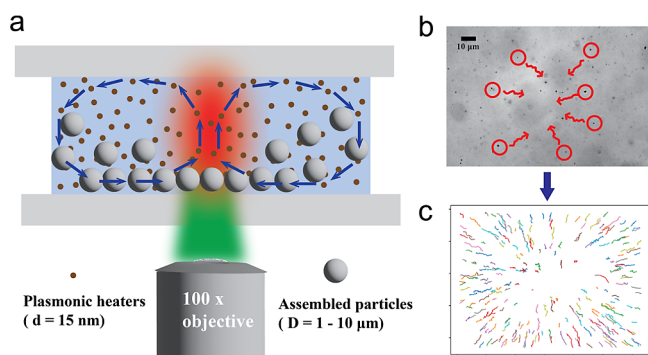 a
b
10 μm
c
Plasmonic heaters
( d = 15 nm)
100 x
objective
Assembled particles
( D = 1 - 10 μm)